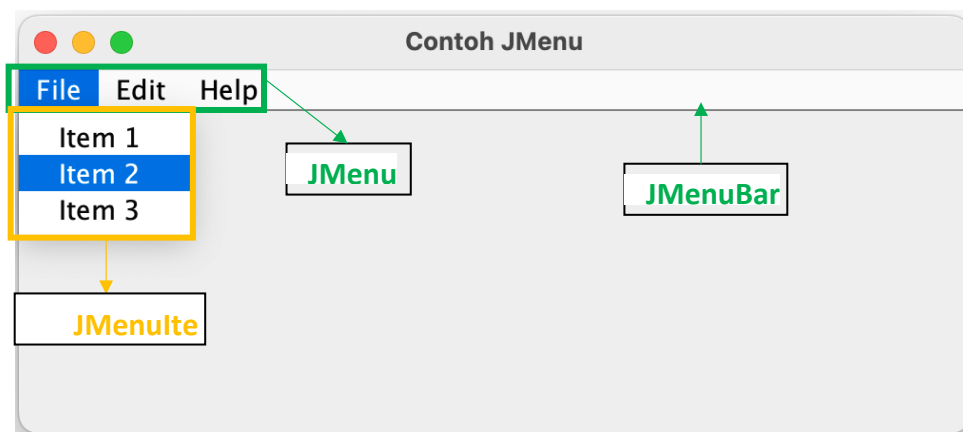 Contoh JMenu
File Edit Help
Item 1
Item 2
Item 3
JMenu
JMenuBar
JMenuIte